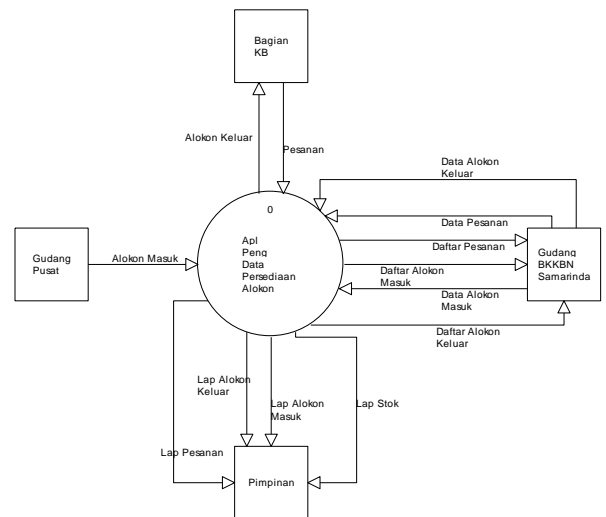 Bagian
KB
Alokon Keluar
Pesanan
Data Alokon
Keluar
0
Data Pesanan
Apl
Peng
Data
Persediaan
Alokon
Daftar Pesanan
Gudang
Pusat
Alokon Masuk
Gudang
BKKBN
Samarinda
Daftar Alokon
Masuk
Data Alokon
Masuk
Daftar Alokon
Keluar
Lap Alokon
Keluar
Lap Alokon
Masuk
Lap Stok
Lap Pesanan
Pimpinan